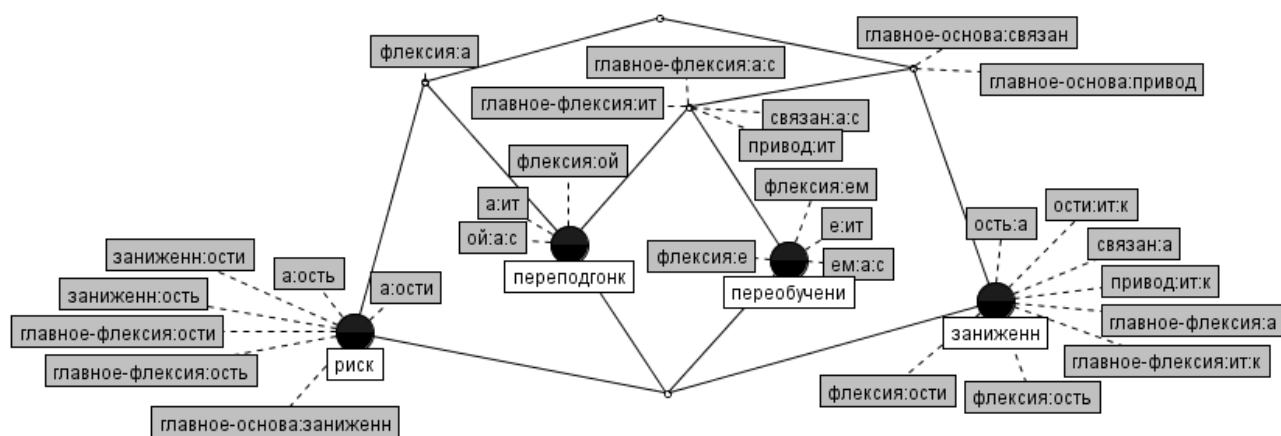 главное-основа:связан
флексия:а
главное-флексия:а:с
главное-основа:привод
главное-флексия:ит
связан:а:с
привод:ит
флексия:ой
флексия:ем
ости:ит:к
а:ит
е:ит
ость:а
ой:а:с
связан:а
заниженн:ости
флексия:е
ем:а:с
а:ость
переподгонк
привод:ит:к
а:ости
переобучени
заниженн:ость
главное-флексия:а
главное-флексия:ости
заниженн
главное-флексия:ит:к
риск
главное-флексия:ость
флексия:ости
флексия:ость
главное-основа:заниженн